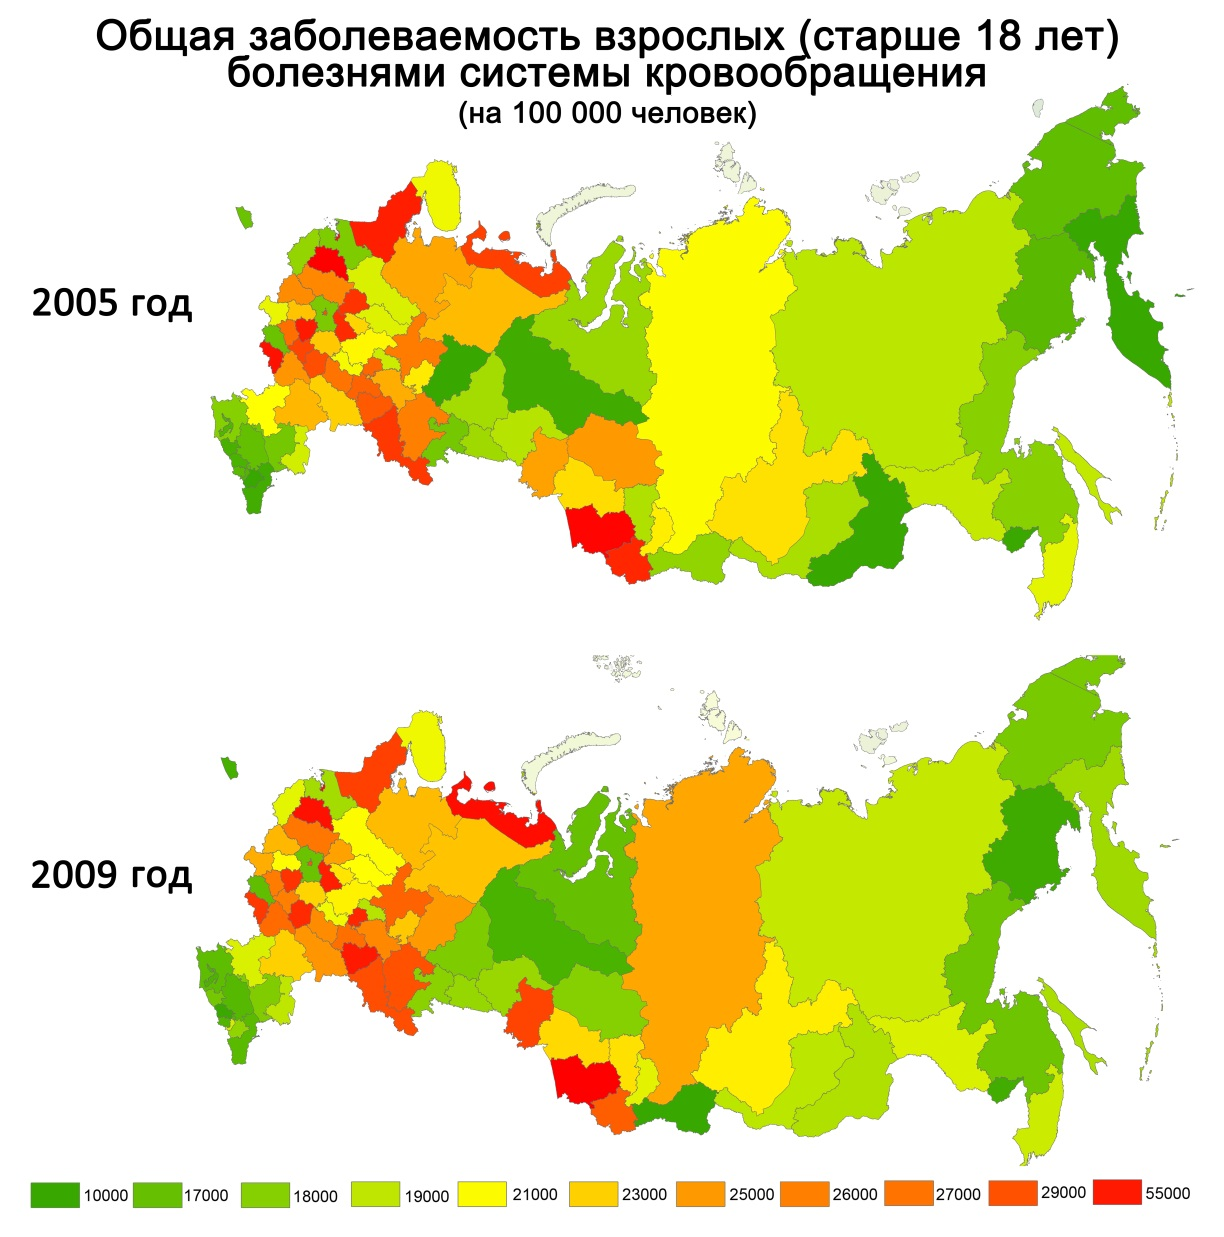 Общая заболеваемость взрослых (старше 18 лет)
болезнями системы кровообращения
(на 100 000 человек)
2005 год
2009 год
10000 17000 18000 19000 21000 23000 25000 26000 27000 29000 55000